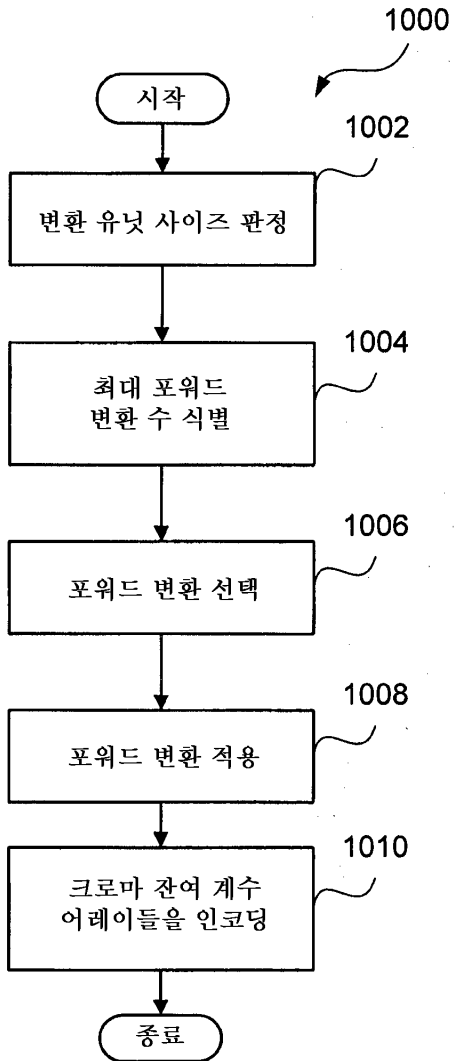 1000
시작
1002
변환 유닛 사이즈 판정
1004
최대 포워드
변환 수 식별
1006
포워드 변환 선택
1008
포워드 변환 적용
1010
크로마 잔여 계수
어레이들을 인코딩
종료